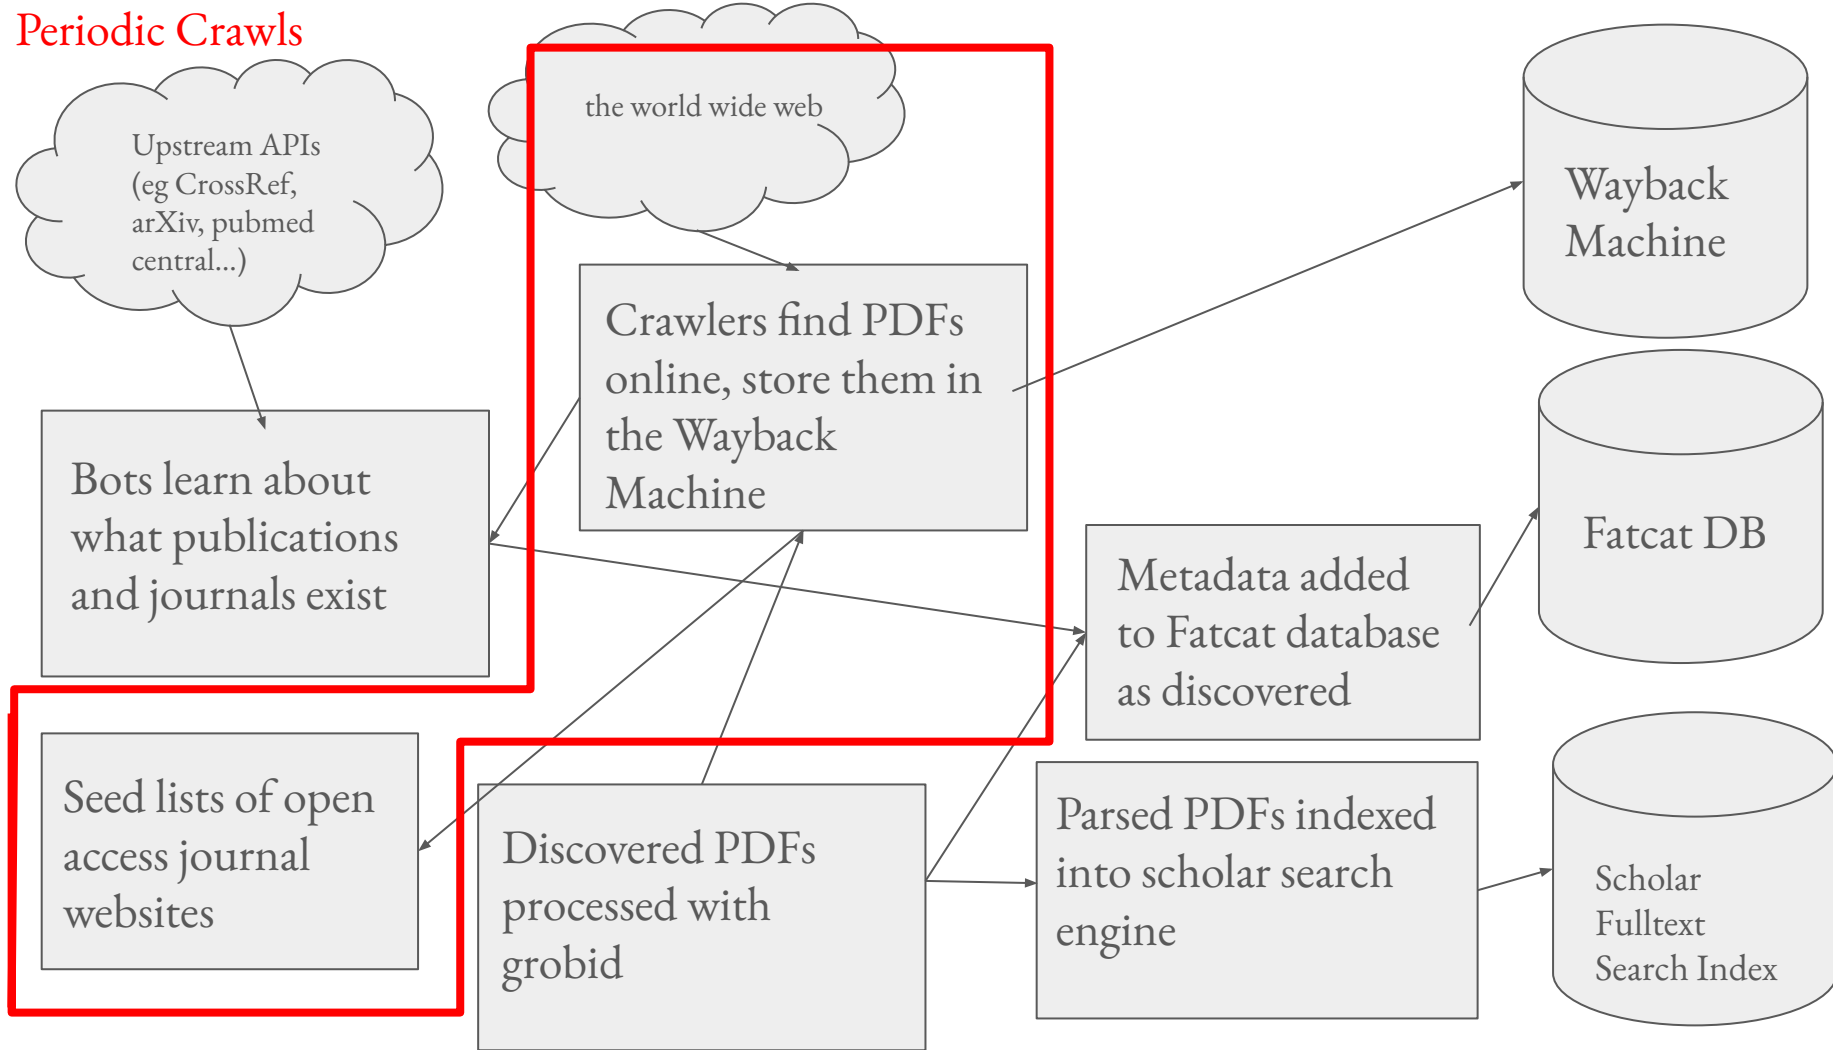 Periodic Crawls
Upstream APIs
(eg CrossRef,
arXiv, pubmed
central...)
the world wide web
Wayback
Machine
Crawlers find PDFs
online, store them in
the Wayback
Machine
Bots learn about
what publications
and journals exist
Fatcat DB
Metadata added
to Fatcat database
as discovered
Seed lists of open
access journal
websites
Discovered PDFs
processed with
grobid
Parsed PDFs indexed
into scholar search
engine
Scholar
Fulltext
Search Index